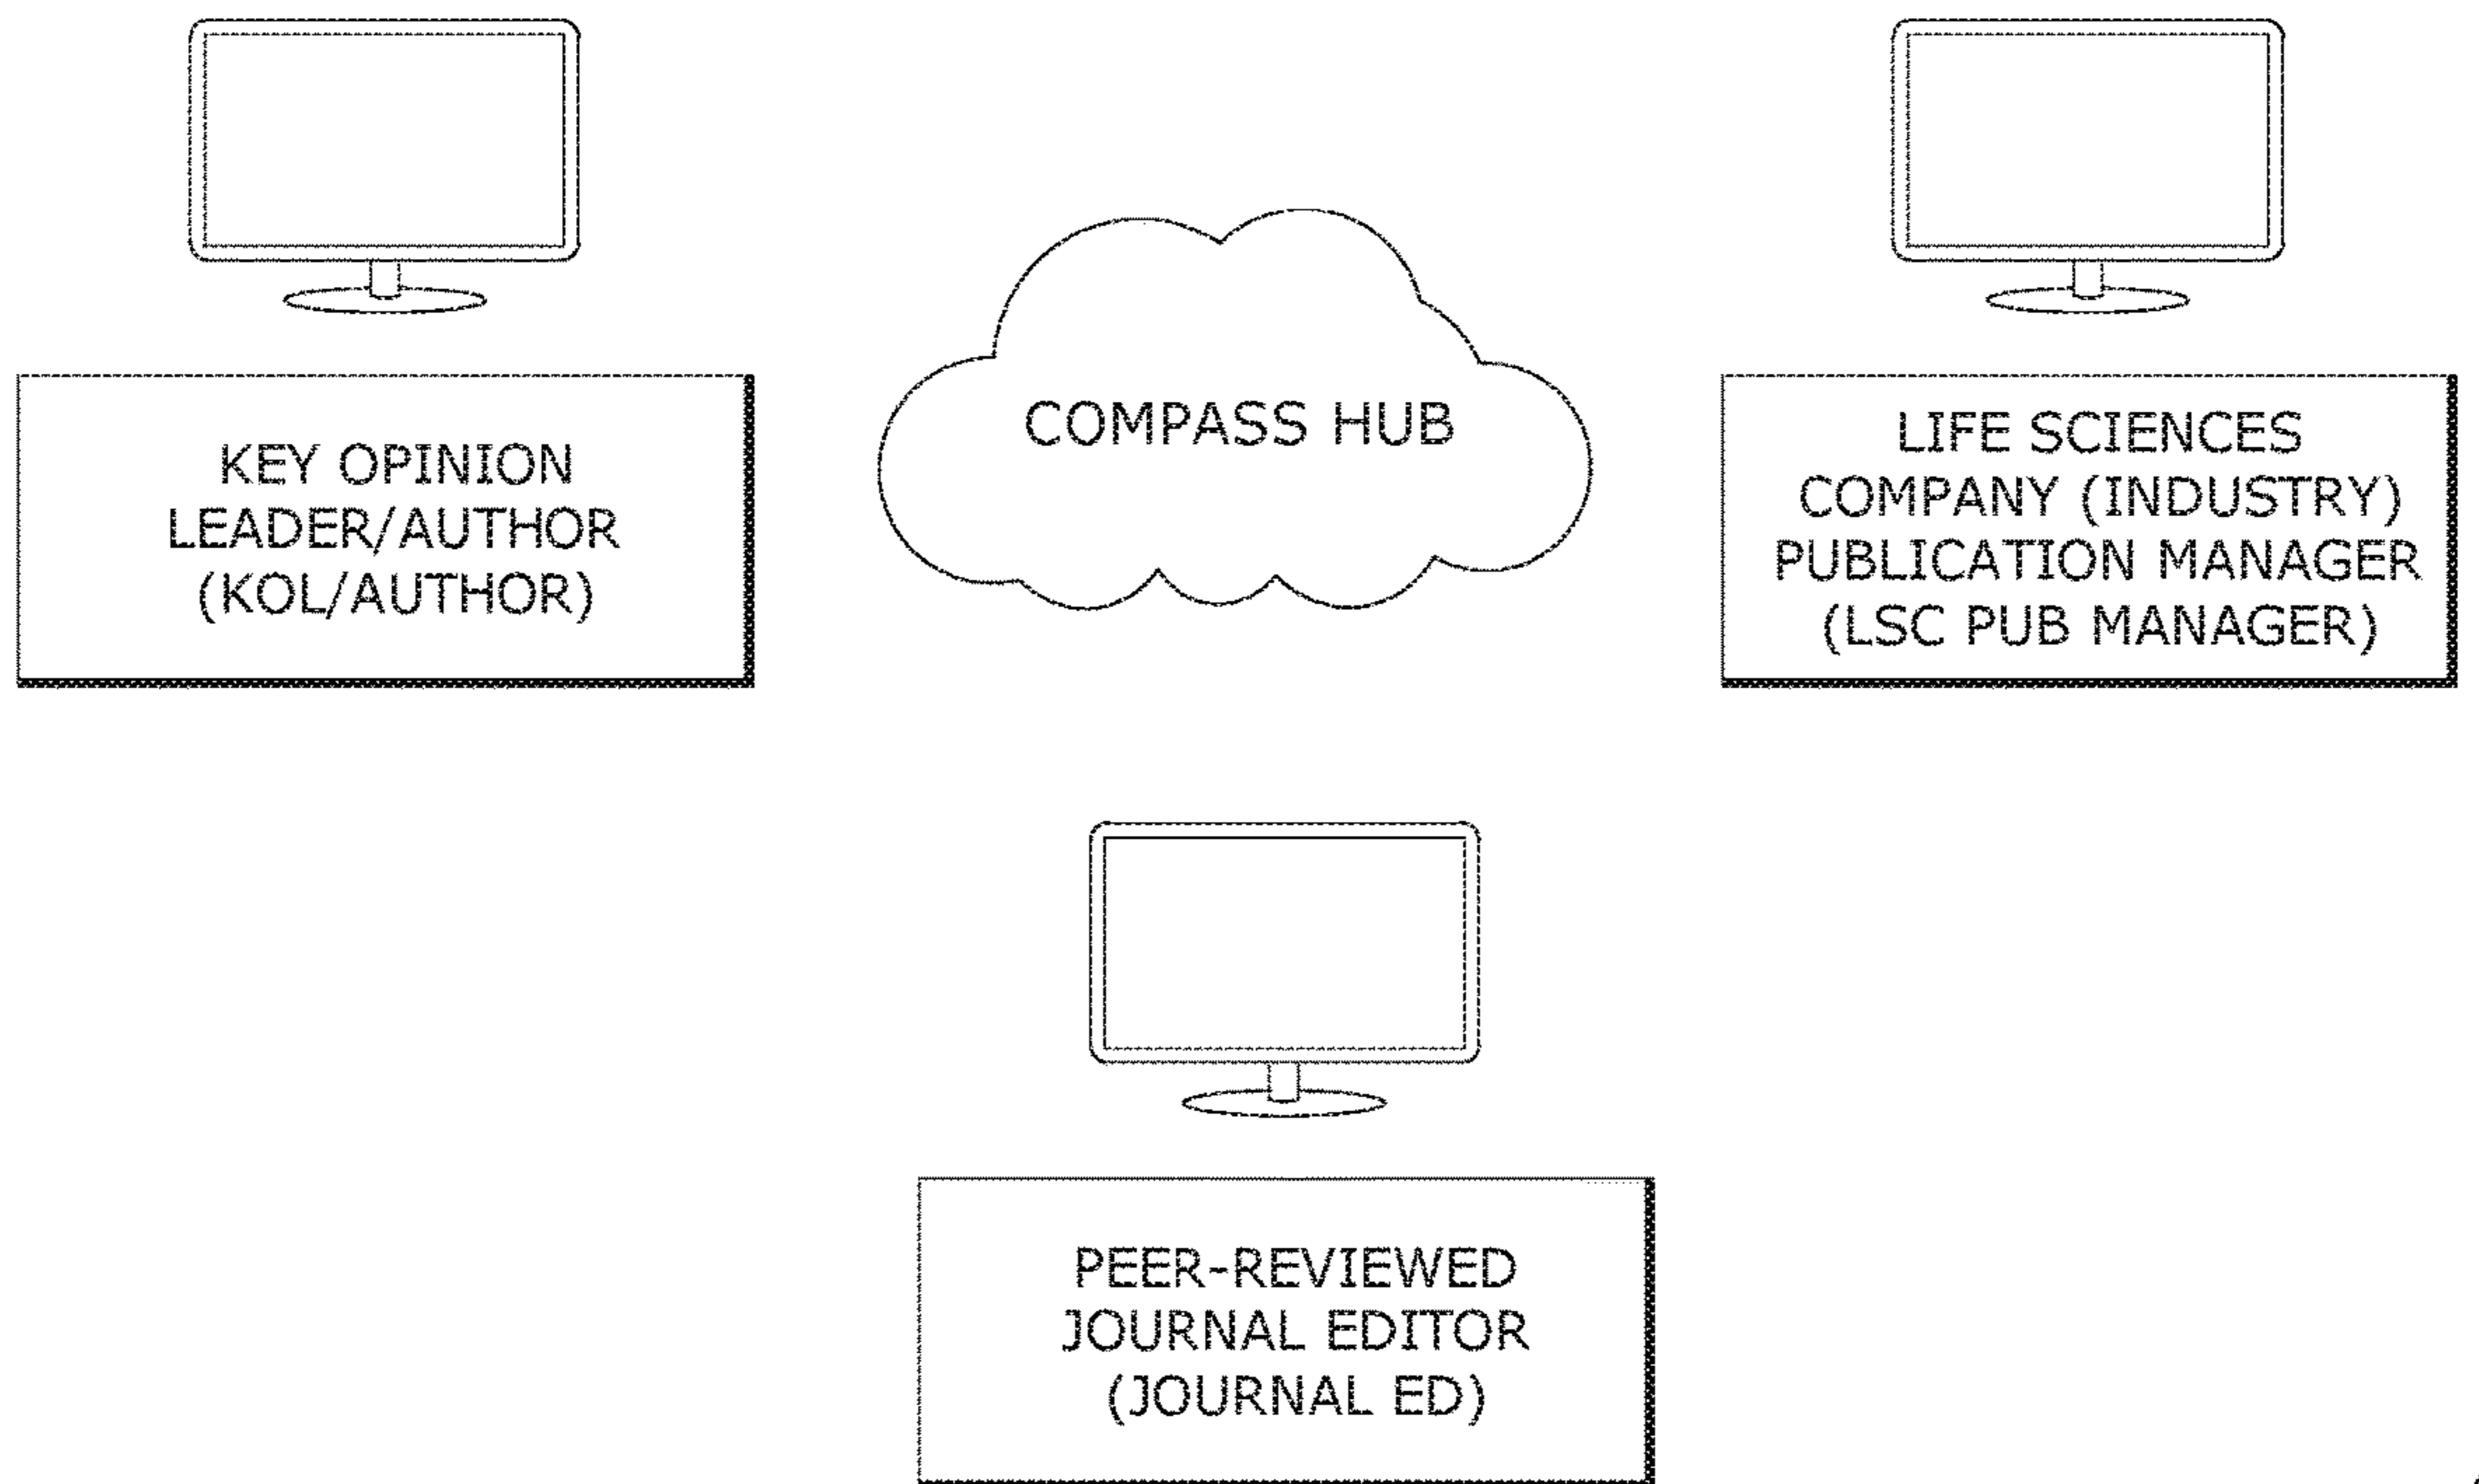 COMPASS HUB
KEY OPINION
LEADER/AUTHOR
(KOL/AUTHOR)
LIFE SCIENCES
COMPANY (INDUSTRY)
PUBLICATION MANAGER
(LSC PUB MANAGER)
PEER-REVIEWED
JOURNAL EDITOR
(JOURNAL ED)